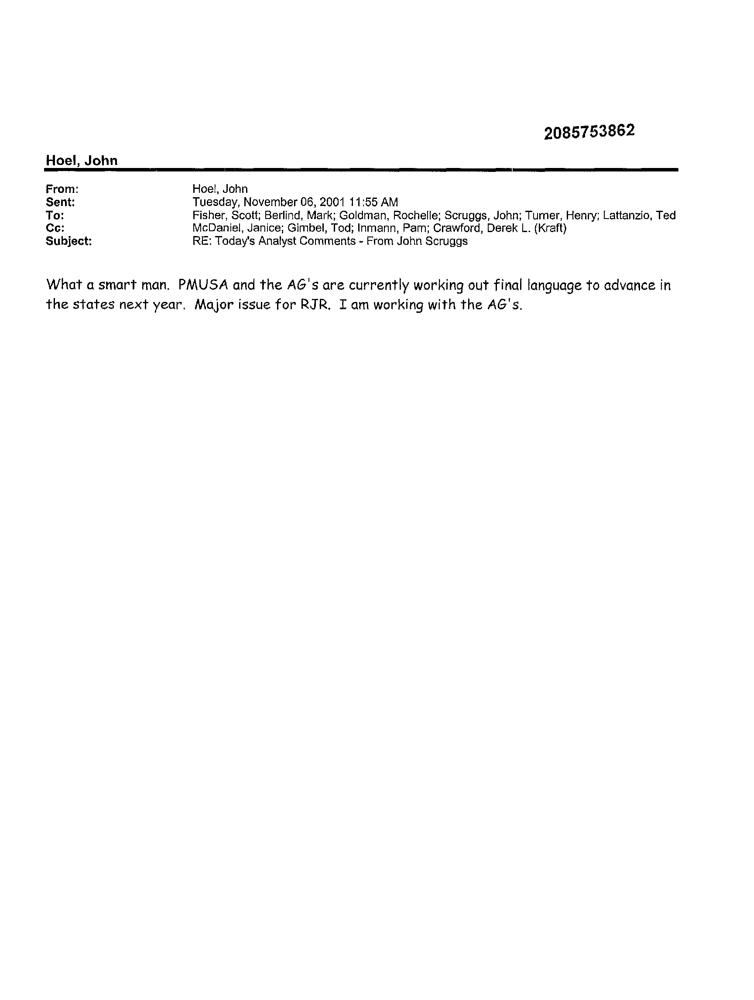 2085753862
Hoel, John
From: Hoel, John
Sent: Tuesday, November 06, 2001 11:55 AM
To: Fisher, Scott; Berlind, Mark; Goldman, Rochelle; Scruggs, John; Turner, Henry; Lattanzio, Ted
Cc: McDaniel, Janice; Gimbel, Tod; Inmann, Pam; Crawford, Derek L. (Kraft)
Subject: RE: Today's Analyst Comments - From John Scruggs
What a smart man. PMUSA and the AG's are currently working out final language to advance in
the states next year. Major issue for RJR. I am working with the AG's.